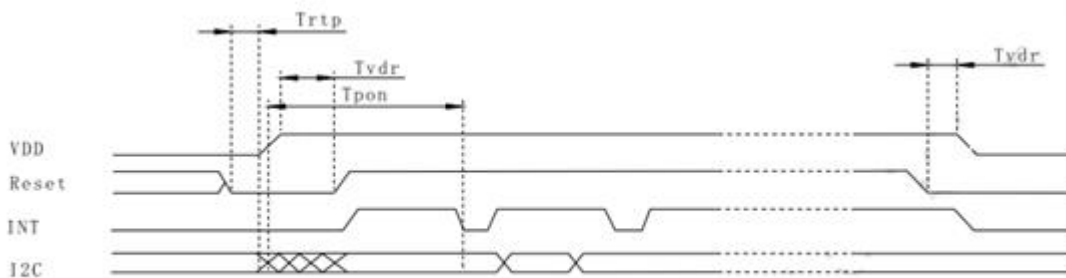 Trtp
Tvdr
Tvdr
Tpon
VDD
Reset
INT
I2C